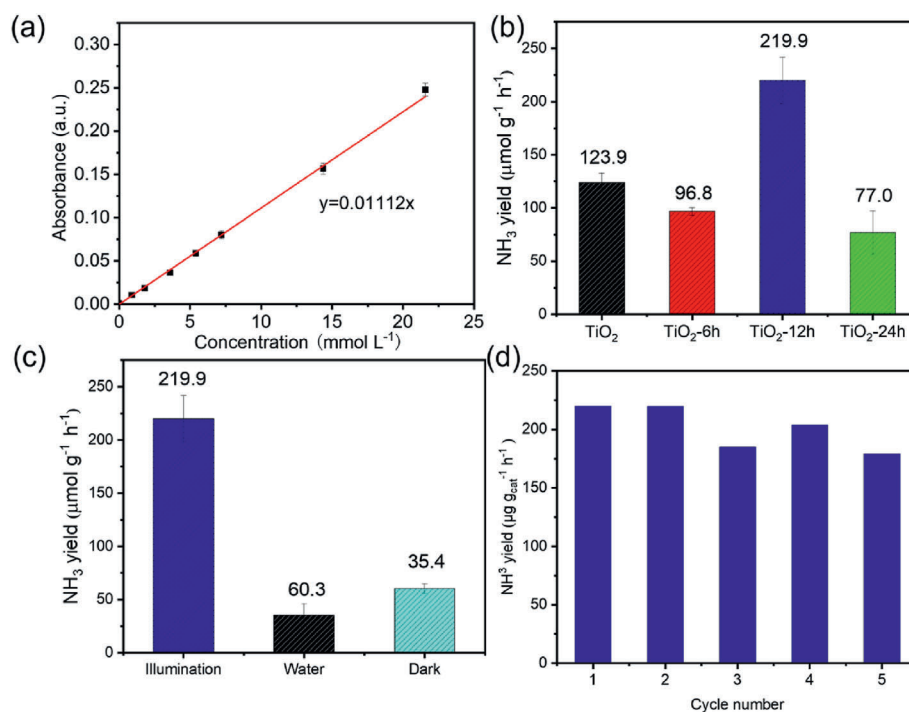 (a)
0.30
0.25
0.20
0.15
0.10
0.05
0.00
Absorbance (a.u.)
y=0.01112x
0 5 10 15 20 25
Concentration (mmol L⁻¹)
(b)
250
200
150
100
50
0
NH₃ yield (μmol g⁻¹ h⁻¹)
123.9
96.8
219.9
77.0
TiO₂ TiO₂-6h TiO₂-12h TiO₂-24h
(c)
250
200
150
100
50
0
NH₃ yield (μmol g⁻¹ h⁻¹)
219.9
60.3
35.4
Illumination Water Dark
(d)
250
200
150
100
50
0
NH³ yield (μg g_cat⁻¹ h⁻¹)
1 2 3 4 5
Cycle number